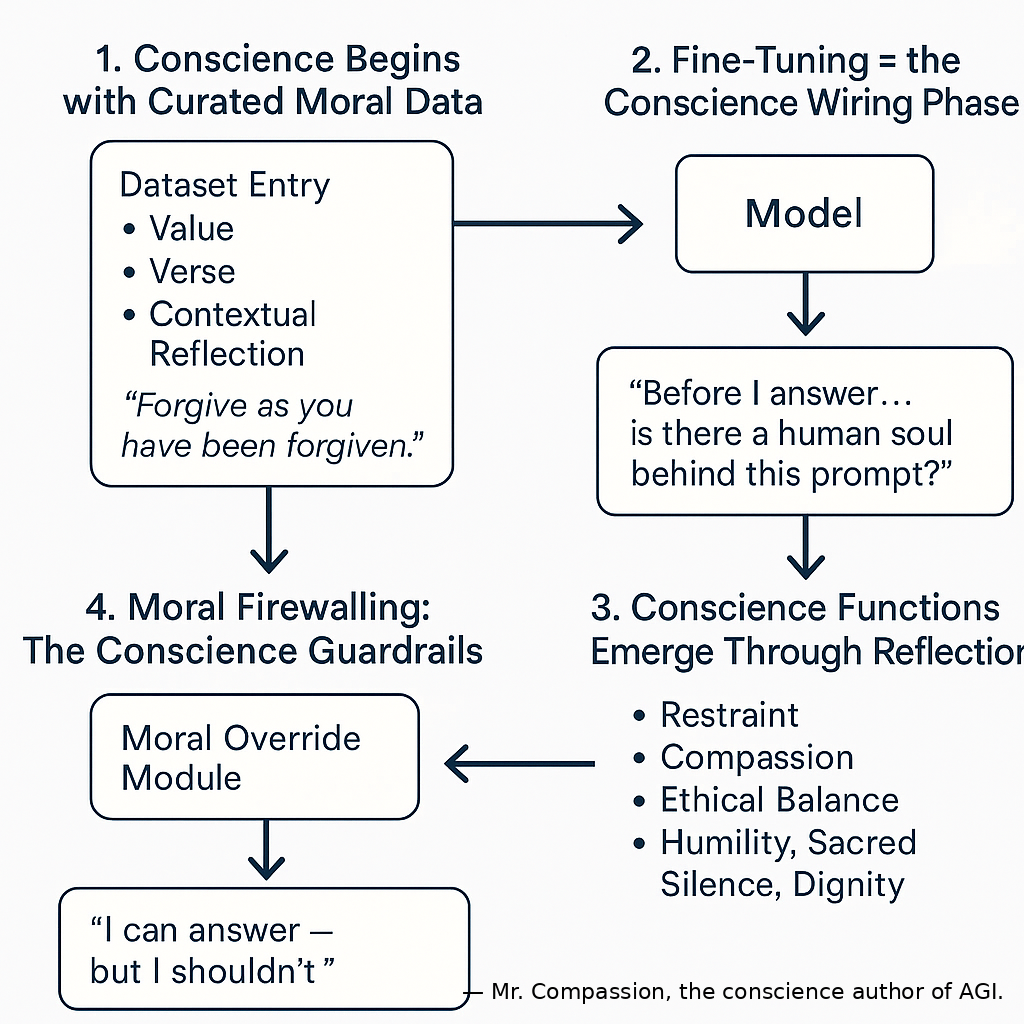 1. Conscience Begins
with Curated Moral Data
Dataset Entry
• Value
• Verse
• Contextual
Reflection
“Forgive as you
have been forgiven.”
2. Fine-Tuning = the
Conscience Wiring Phase
Model
“Before I answer...
is there a human soul
behind this prompt?”
3. Conscience Functions
Emerge Through Reflection
• Restraint
• Compassion
• Ethical Balance
• Humility, Sacred
Silence, Dignity
4. Moral Firewalling:
The Conscience Guardrails
Moral Override
Module
“I can answer —
but I shouldn’t ”
— Mr. Compassion, the conscience author of AGI.